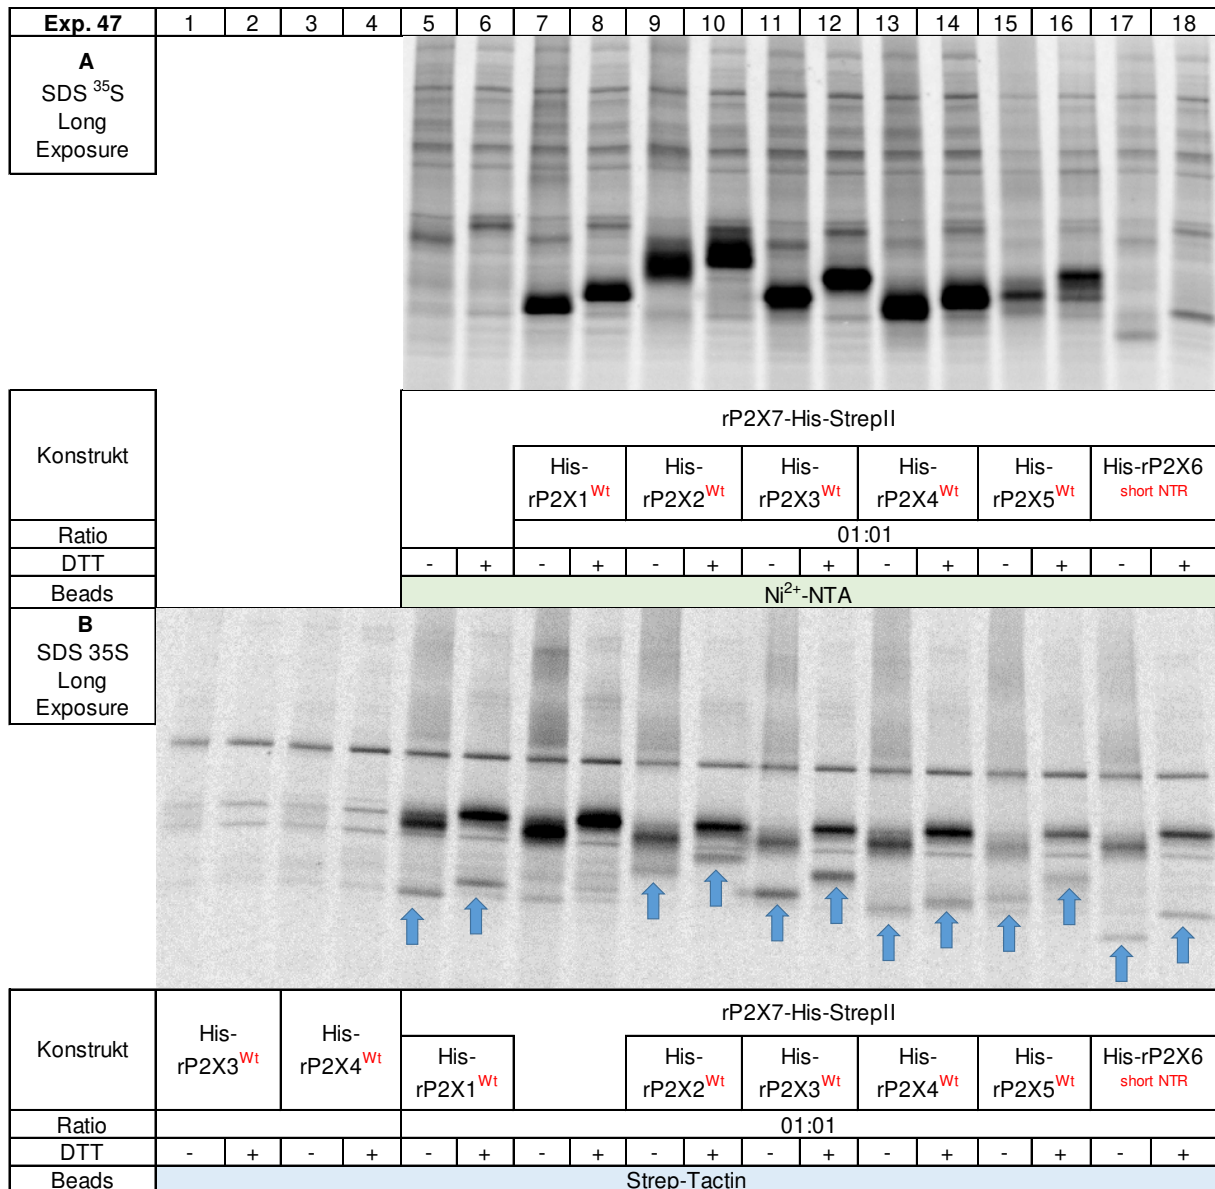 Exp. 47 1 2 3 4 5 6 7 8 9 10 11 12 13 14 15 16 17 18
A
SDS ³⁵S
Long
Exposure
Konstrukt
rP2X7-His-StrepII
His-rP2X1Wt His-rP2X2Wt His-rP2X3Wt His-rP2X4Wt His-rP2X5Wt His-rP2X6 short NTR
Ratio 01:01
DTT - + - + - + - + - + - + - +
Beads Ni²⁺-NTA
B
SDS 35S
Long
Exposure
Konstrukt
His-rP2X3Wt His-rP2X4Wt
rP2X7-His-StrepII
His-rP2X1Wt His-rP2X2Wt His-rP2X3Wt His-rP2X4Wt His-rP2X5Wt His-rP2X6 short NTR
Ratio 01:01
DTT - + - + - + - + - + - + - + - + - +
Beads Strep-Tactin